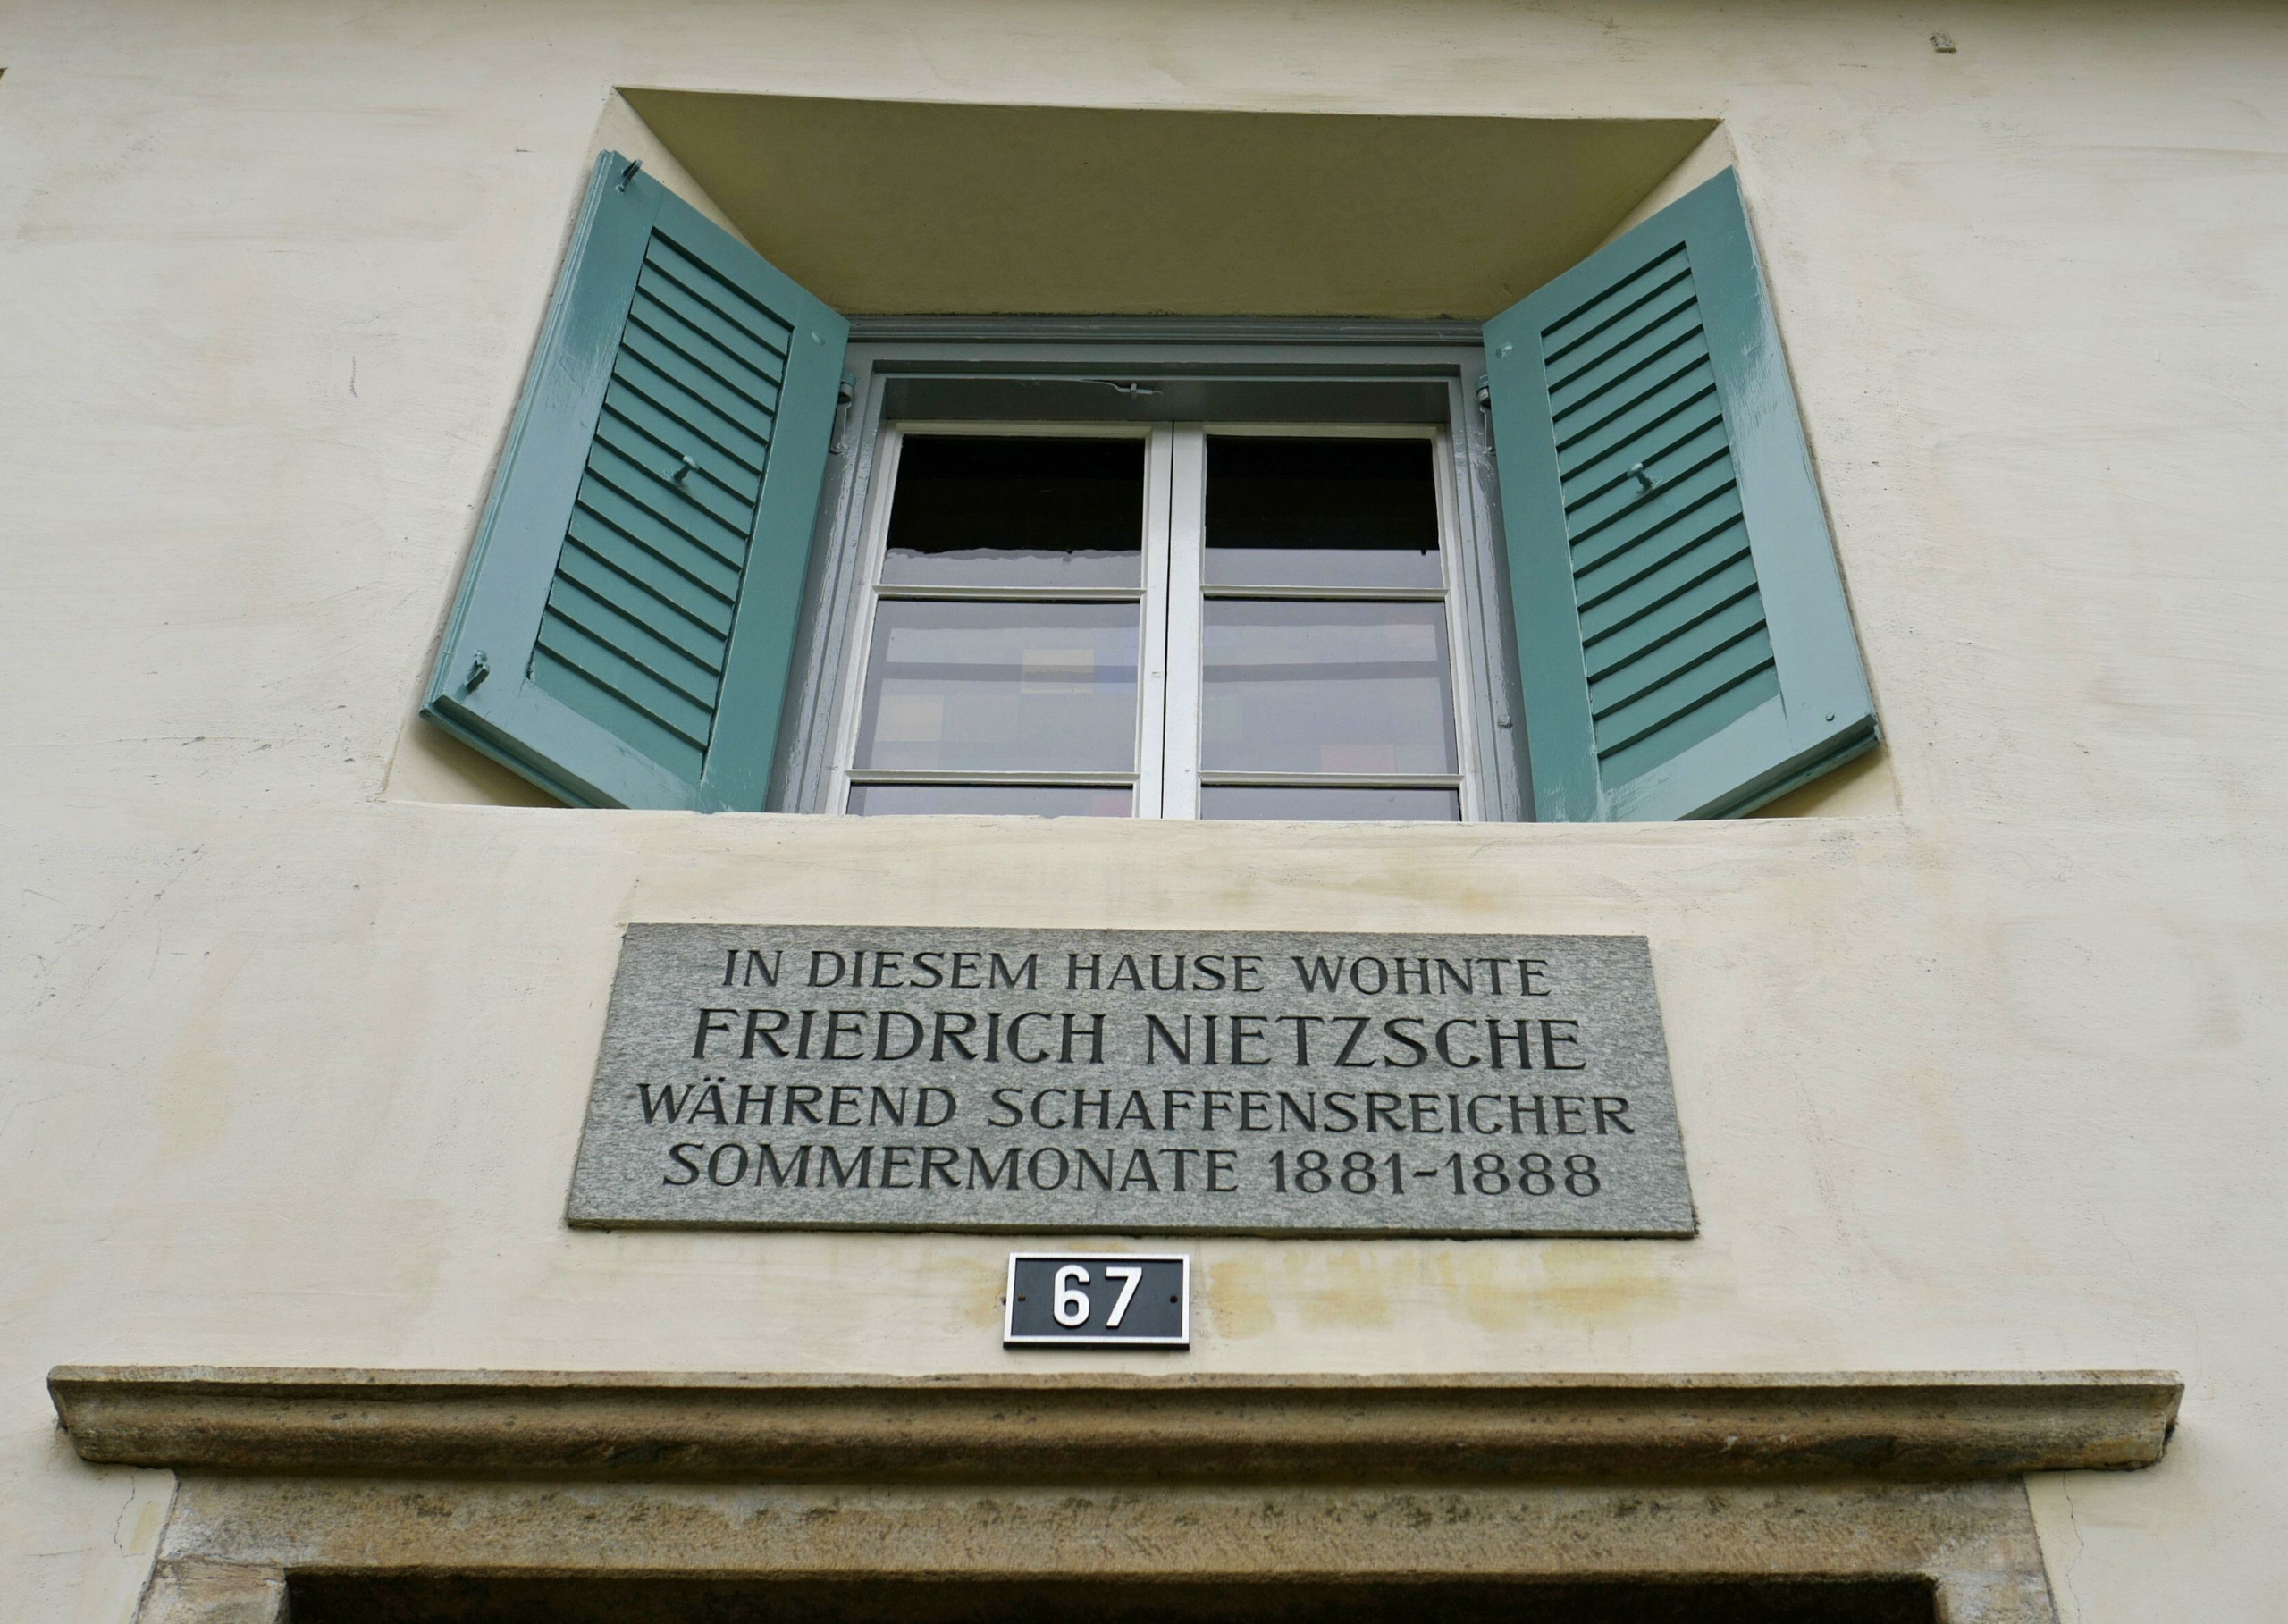 IN DIESEM HAUSE WOHNTE
FRIEDRICH NIETZSCHE
WÄHREND SCHAFFENSREICHER
SOMMERMONATE 1881-1888
67